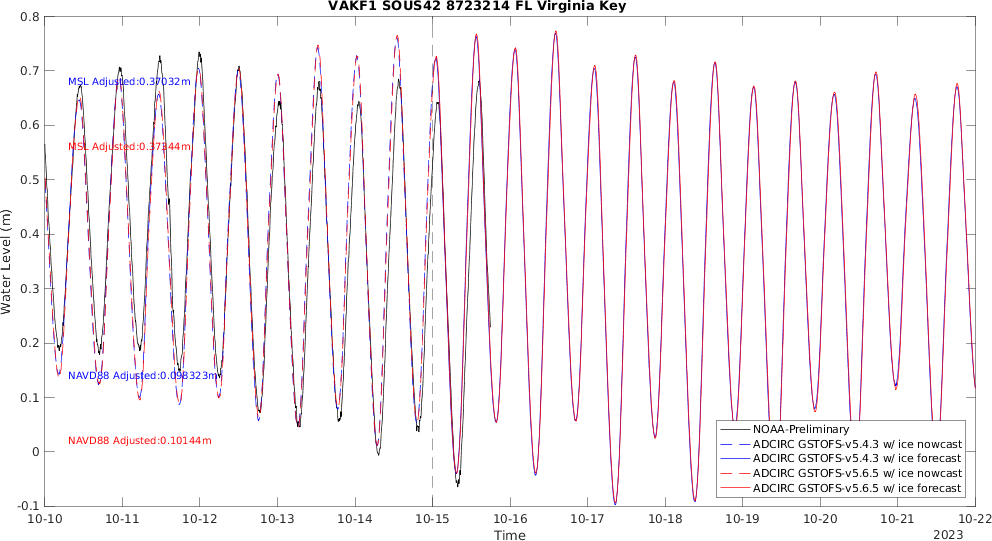 VAKF1 SOUS42 8723214 FL Virginia Key
0.8
0.7
0.6
0.5
0.4
0.3
0.2
0.1
0
-0.1
Water Level (m)
MSL Adjusted:0.37032m
MSL Adjusted:0.37244m
NAVD88 Adjusted:0.098323m
NAVD88 Adjusted:0.10144m
NOAA-Preliminary
ADCIRC GSTOFS-v5.4.3 w/ ice nowcast
ADCIRC GSTOFS-v5.4.3 w/ ice forecast
ADCIRC GSTOFS-v5.6.5 w/ ice nowcast
ADCIRC GSTOFS-v5.6.5 w/ ice forecast
10-10 10-11 10-12 10-13 10-14 10-15 10-16 10-17 10-18 10-19 10-20 10-21 10-22
Time
2023